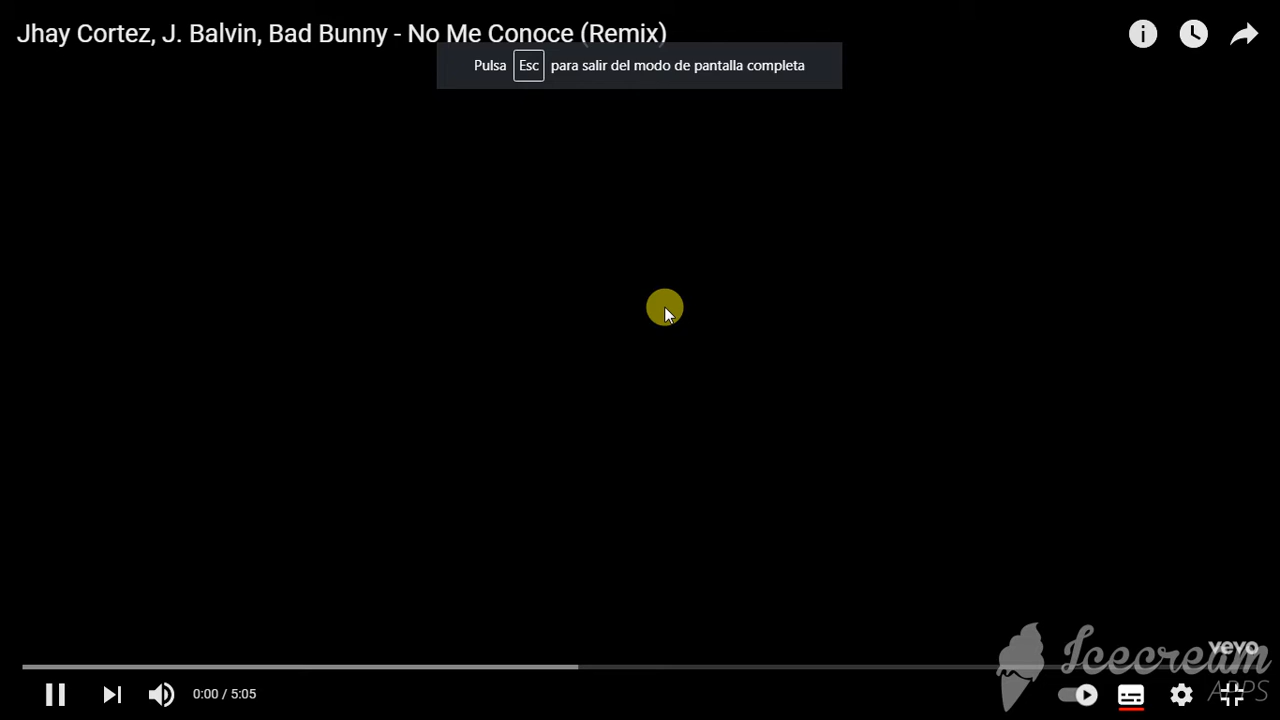 Jhay Cortez, J. Balvin, Bad Bunny - No Me Conoce (Remix)
Pulsa Esc para salir del modo de pantalla completa
vevo
Icecream
APPS
0:00 / 5:05